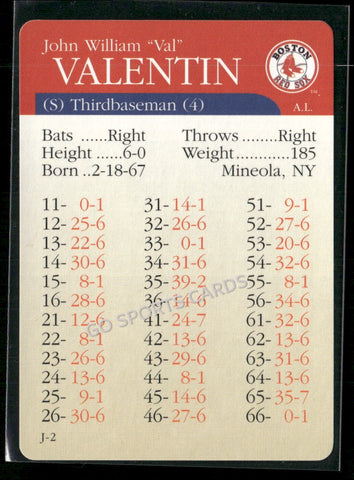 John William "Val"
VALENTIN
BOSTON
RED SOX
TM
(S) Thirdbaseman (4)
A.L.
Bats ......Right Throws ........Right
Height ......6-0 Weight............185
Born ..2-18-67 Mineola, NY
11- 0-1 31-14-1 51- 9-1
12-25-6 32-26-6 52-27-6
13-22-6 33- 0-1 53-20-6
14-30-6 34-31-6 54-32-6
15- 8-1 35-39-2 55- 8-1
16-28-6 36- 56-34-6
21-12-6 41-24-7 61-31-6
22- 8-1 42-13-6 62-33-6
23-26-6 43-29-6 63-31-6
24-13-6 44- 8-1 64-32-6
25- 9-1 45-14-1 65-35-7
26-30-6 46-27-6 66- 0-1
GO SPORTS CARDS
J-2